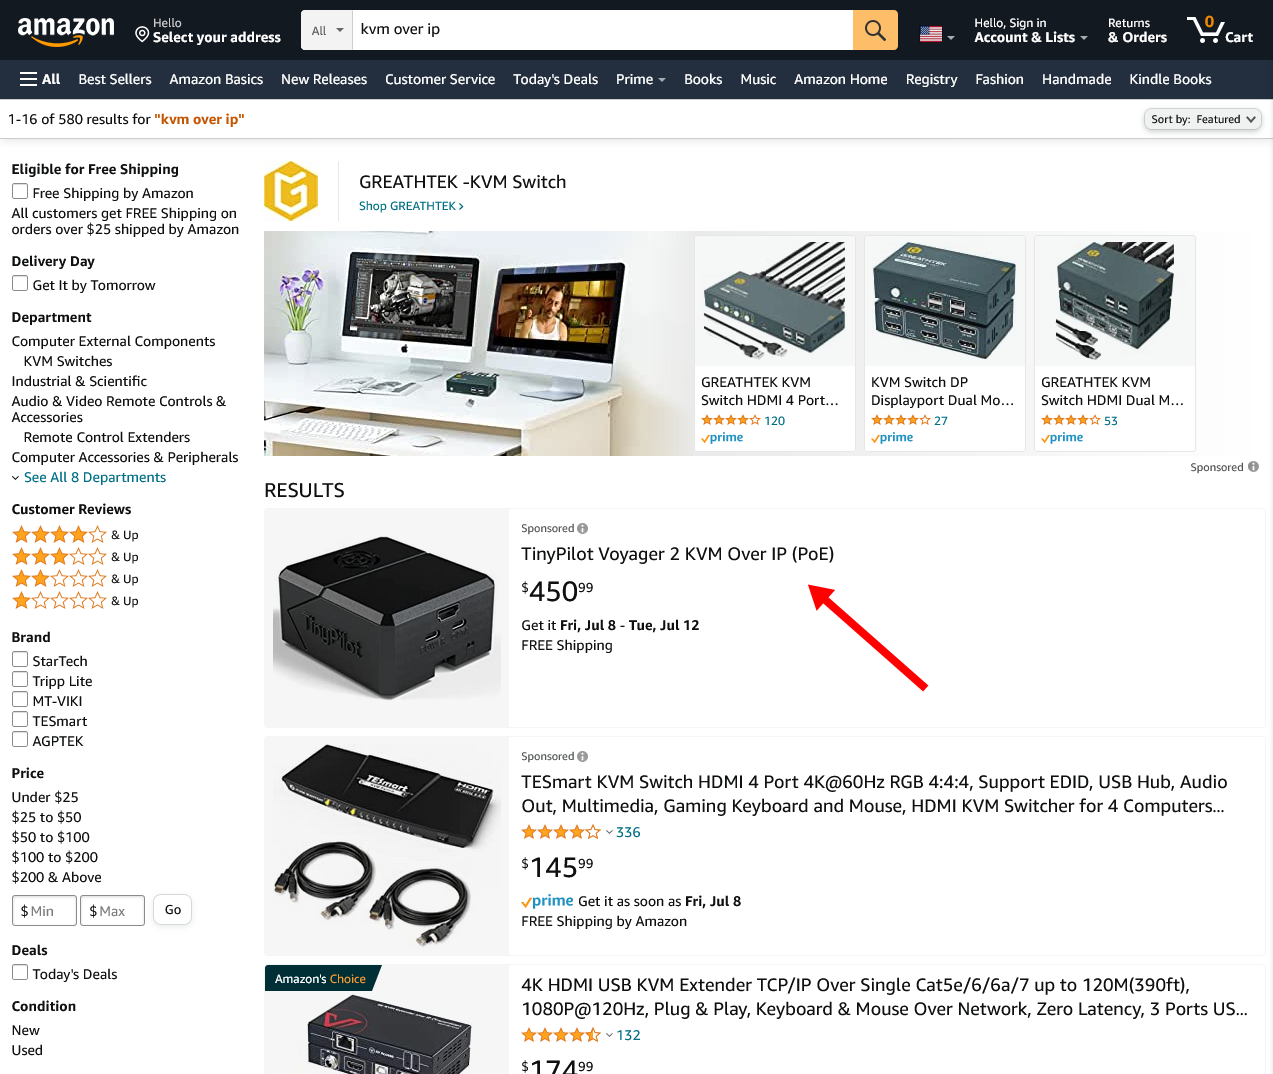 amazon
Hello
Select your address
All
kvm over ip
Hello, Sign in
Account & Lists
Returns
& Orders
0
Cart
All
Best Sellers
Amazon Basics
New Releases
Customer Service
Today's Deals
Prime
Books
Music
Amazon Home
Registry
Fashion
Handmade
Kindle Books
1-16 of 580 results for "kvm over ip"
Sort by: Featured
Eligible for Free Shipping
Free Shipping by Amazon
All customers get FREE Shipping on
orders over $25 shipped by Amazon
Delivery Day
Get It by Tomorrow
Department
Computer External Components
KVM Switches
Industrial & Scientific
Audio & Video Remote Controls &
Accessories
Remote Control Extenders
Computer Accessories & Peripherals
See All 8 Departments
Customer Reviews
& Up
& Up
& Up
& Up
Brand
StarTech
Tripp Lite
MT-VIKI
TESmart
AGPTEK
Price
Under $25
$25 to $50
$50 to $100
$100 to $200
$200 & Above
$ Min
$ Max
Go
Deals
Today's Deals
Condition
New
Used
GREATHTEK -KVM Switch
Shop GREATHTEK
GREATHTEK
GREATHTEK KVM
Switch HDMI 4 Port...
120
prime
KVM Switch DP
Displayport Dual Mo...
27
prime
GREATHTEK KVM
Switch HDMI Dual M...
53
prime
Sponsored
RESULTS
TinyPilot
Sponsored
TinyPilot Voyager 2 KVM Over IP (PoE)
$450 99
Get it Fri, Jul 8 - Tue, Jul 12
FREE Shipping
TESmart
HDMI
Sponsored
TESmart KVM Switch HDMI 4 Port 4K@60Hz RGB 4:4:4, Support EDID, USB Hub, Audio
Out, Multimedia, Gaming Keyboard and Mouse, HDMI KVM Switcher for 4 Computers...
336
$145 99
prime Get it as soon as Fri, Jul 8
FREE Shipping by Amazon
Amazon's Choice
4K HDMI USB KVM Extender TCP/IP Over Single Cat5e/6/6a/7 up to 120M(390ft),
1080P@120Hz, Plug & Play, Keyboard & Mouse Over Network, Zero Latency, 3 Ports US...
132
$174 99